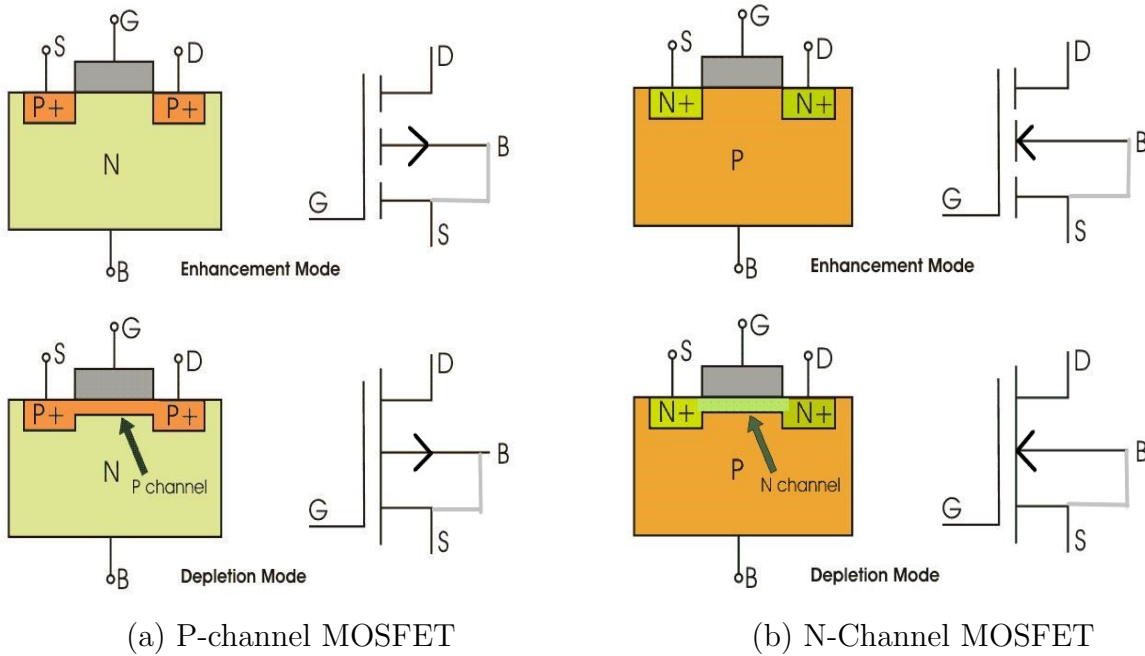 G
S
D
P+
P+
N
B
D
B
G
S
Enhancement Mode
G
S
D
P+
P+
N
P channel
B
D
B
G
S
Depletion Mode
(a) P-channel MOSFET
G
S
D
N+
N+
P
B
D
B
G
S
Enhancement Mode
G
S
D
N+
N+
P
N channel
B
D
B
G
S
Depletion Mode
(b) N-Channel MOSFET